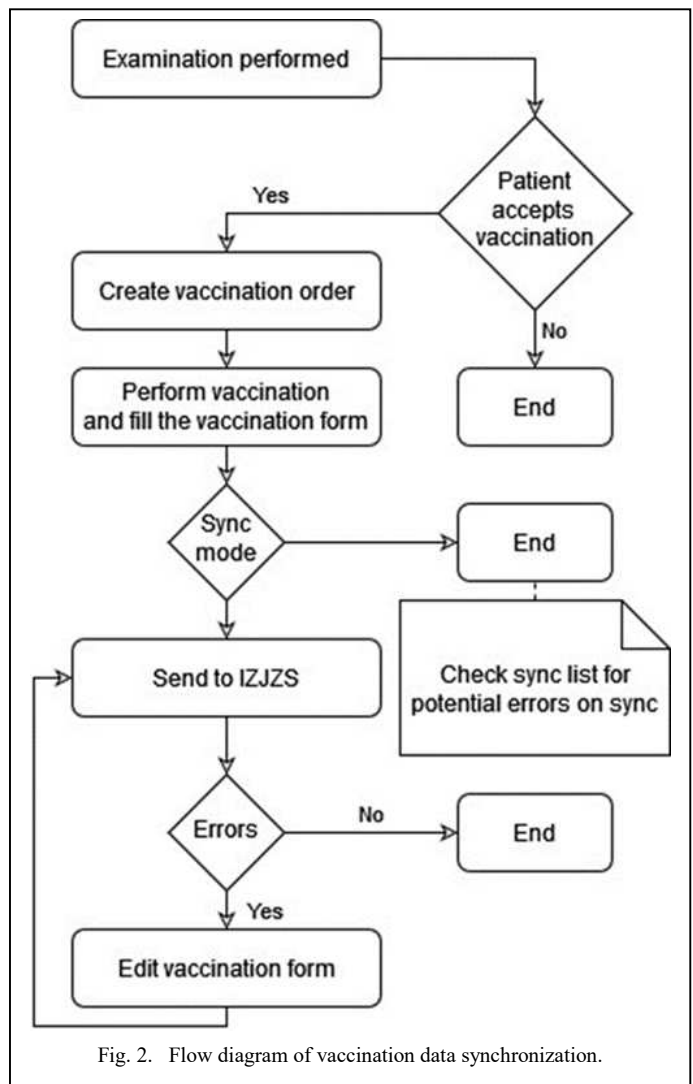 Examination performed
Patient
accepts
vaccination
Yes
Create vaccination order
No
Perform vaccination
and fill the vaccination form
End
Sync
mode
End
Send to IZJZS
Check sync list for
potential errors on sync
Errors
No
End
Yes
Edit vaccination form
Fig. 2. Flow diagram of vaccination data synchronization.